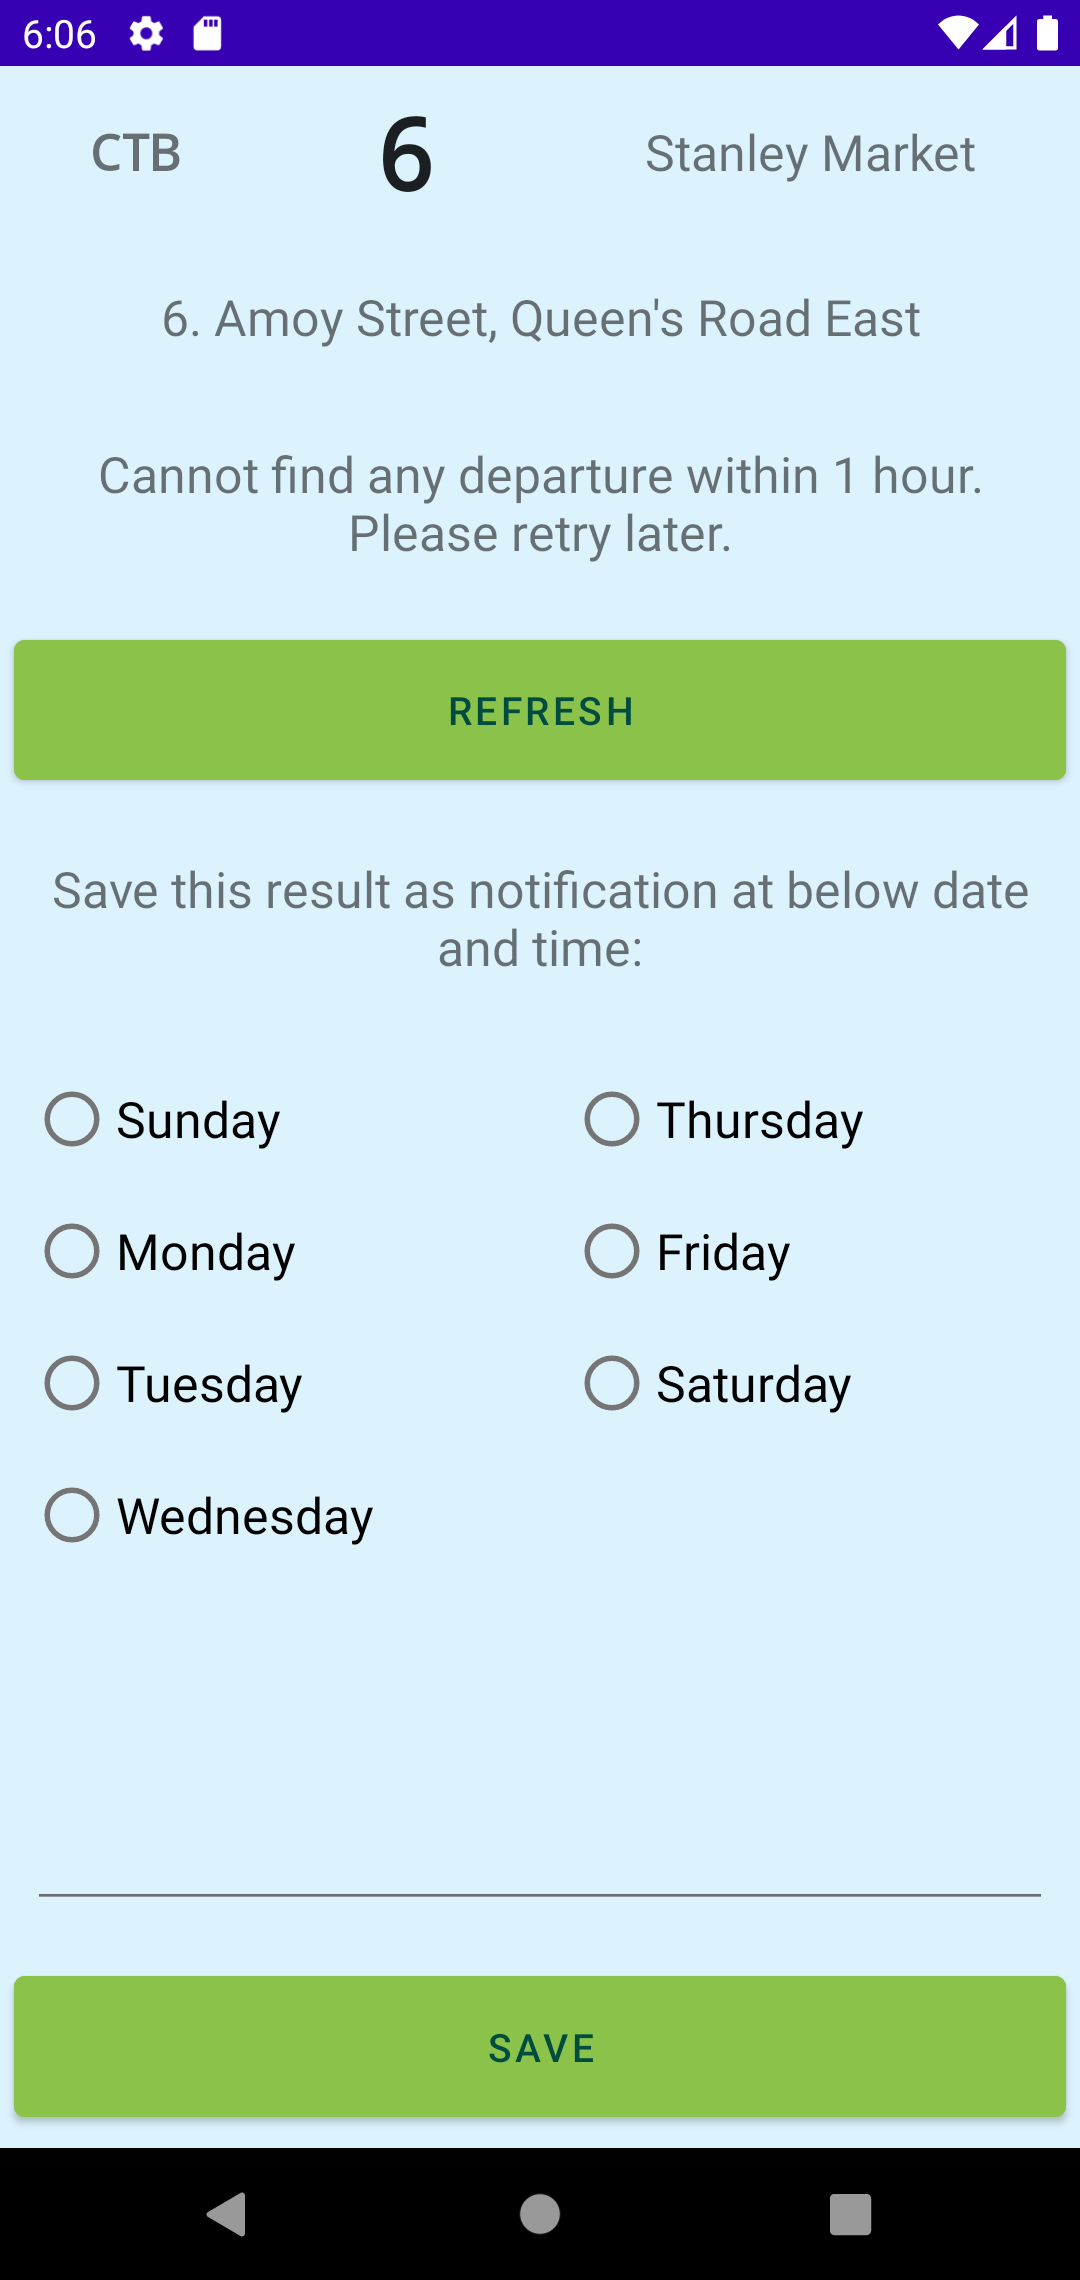 6:06
CTB 6 Stanley Market
6. Amoy Street, Queen's Road East
Cannot find any departure within 1 hour.
Please retry later.
REFRESH
Save this result as notification at below date
and time:
Sunday
Monday
Tuesday
Wednesday
Thursday
Friday
Saturday
SAVE